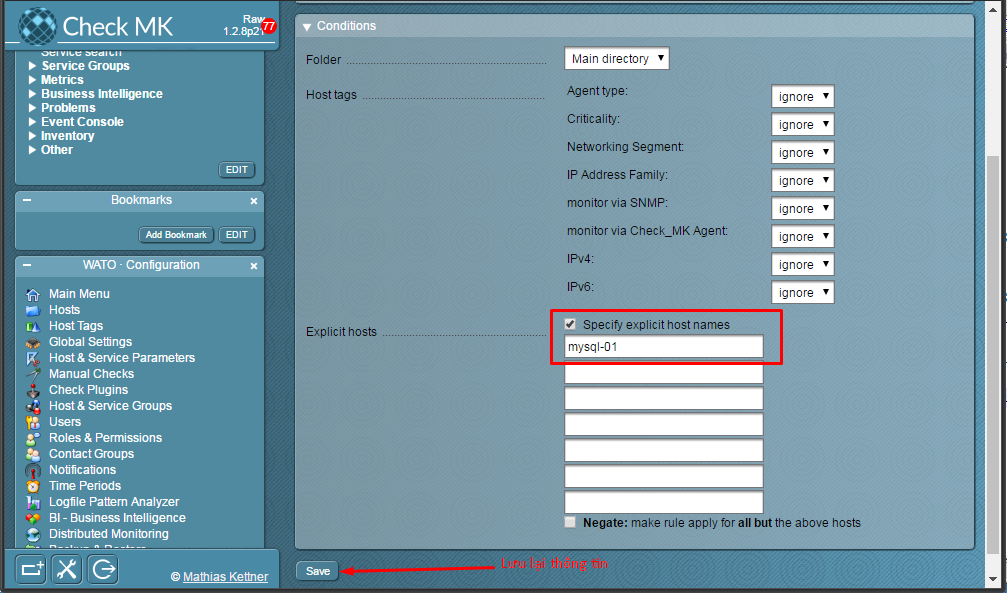 Check MK
Raw
1.2.8p21
77
Service search
Service Groups
Metrics
Business Intelligence
Problems
Event Console
Inventory
Other
EDIT
Bookmarks
Add Bookmark
EDIT
WATO · Configuration
Main Menu
Hosts
Host Tags
Global Settings
Host & Service Parameters
Manual Checks
Check Plugins
Host & Service Groups
Users
Roles & Permissions
Contact Groups
Notifications
Time Periods
Logfile Pattern Analyzer
BI - Business Intelligence
Distributed Monitoring
© Mathias Kettner
Conditions
Folder
Main directory
Host tags
Agent type: ignore
Criticality: ignore
Networking Segment: ignore
IP Address Family: ignore
monitor via SNMP: ignore
monitor via Check_MK Agent: ignore
IPv4: ignore
IPv6: ignore
Explicit hosts
Specify explicit host names
mysql-01
Negate: make rule apply for all but the above hosts
Save
Lưu lại thông tin